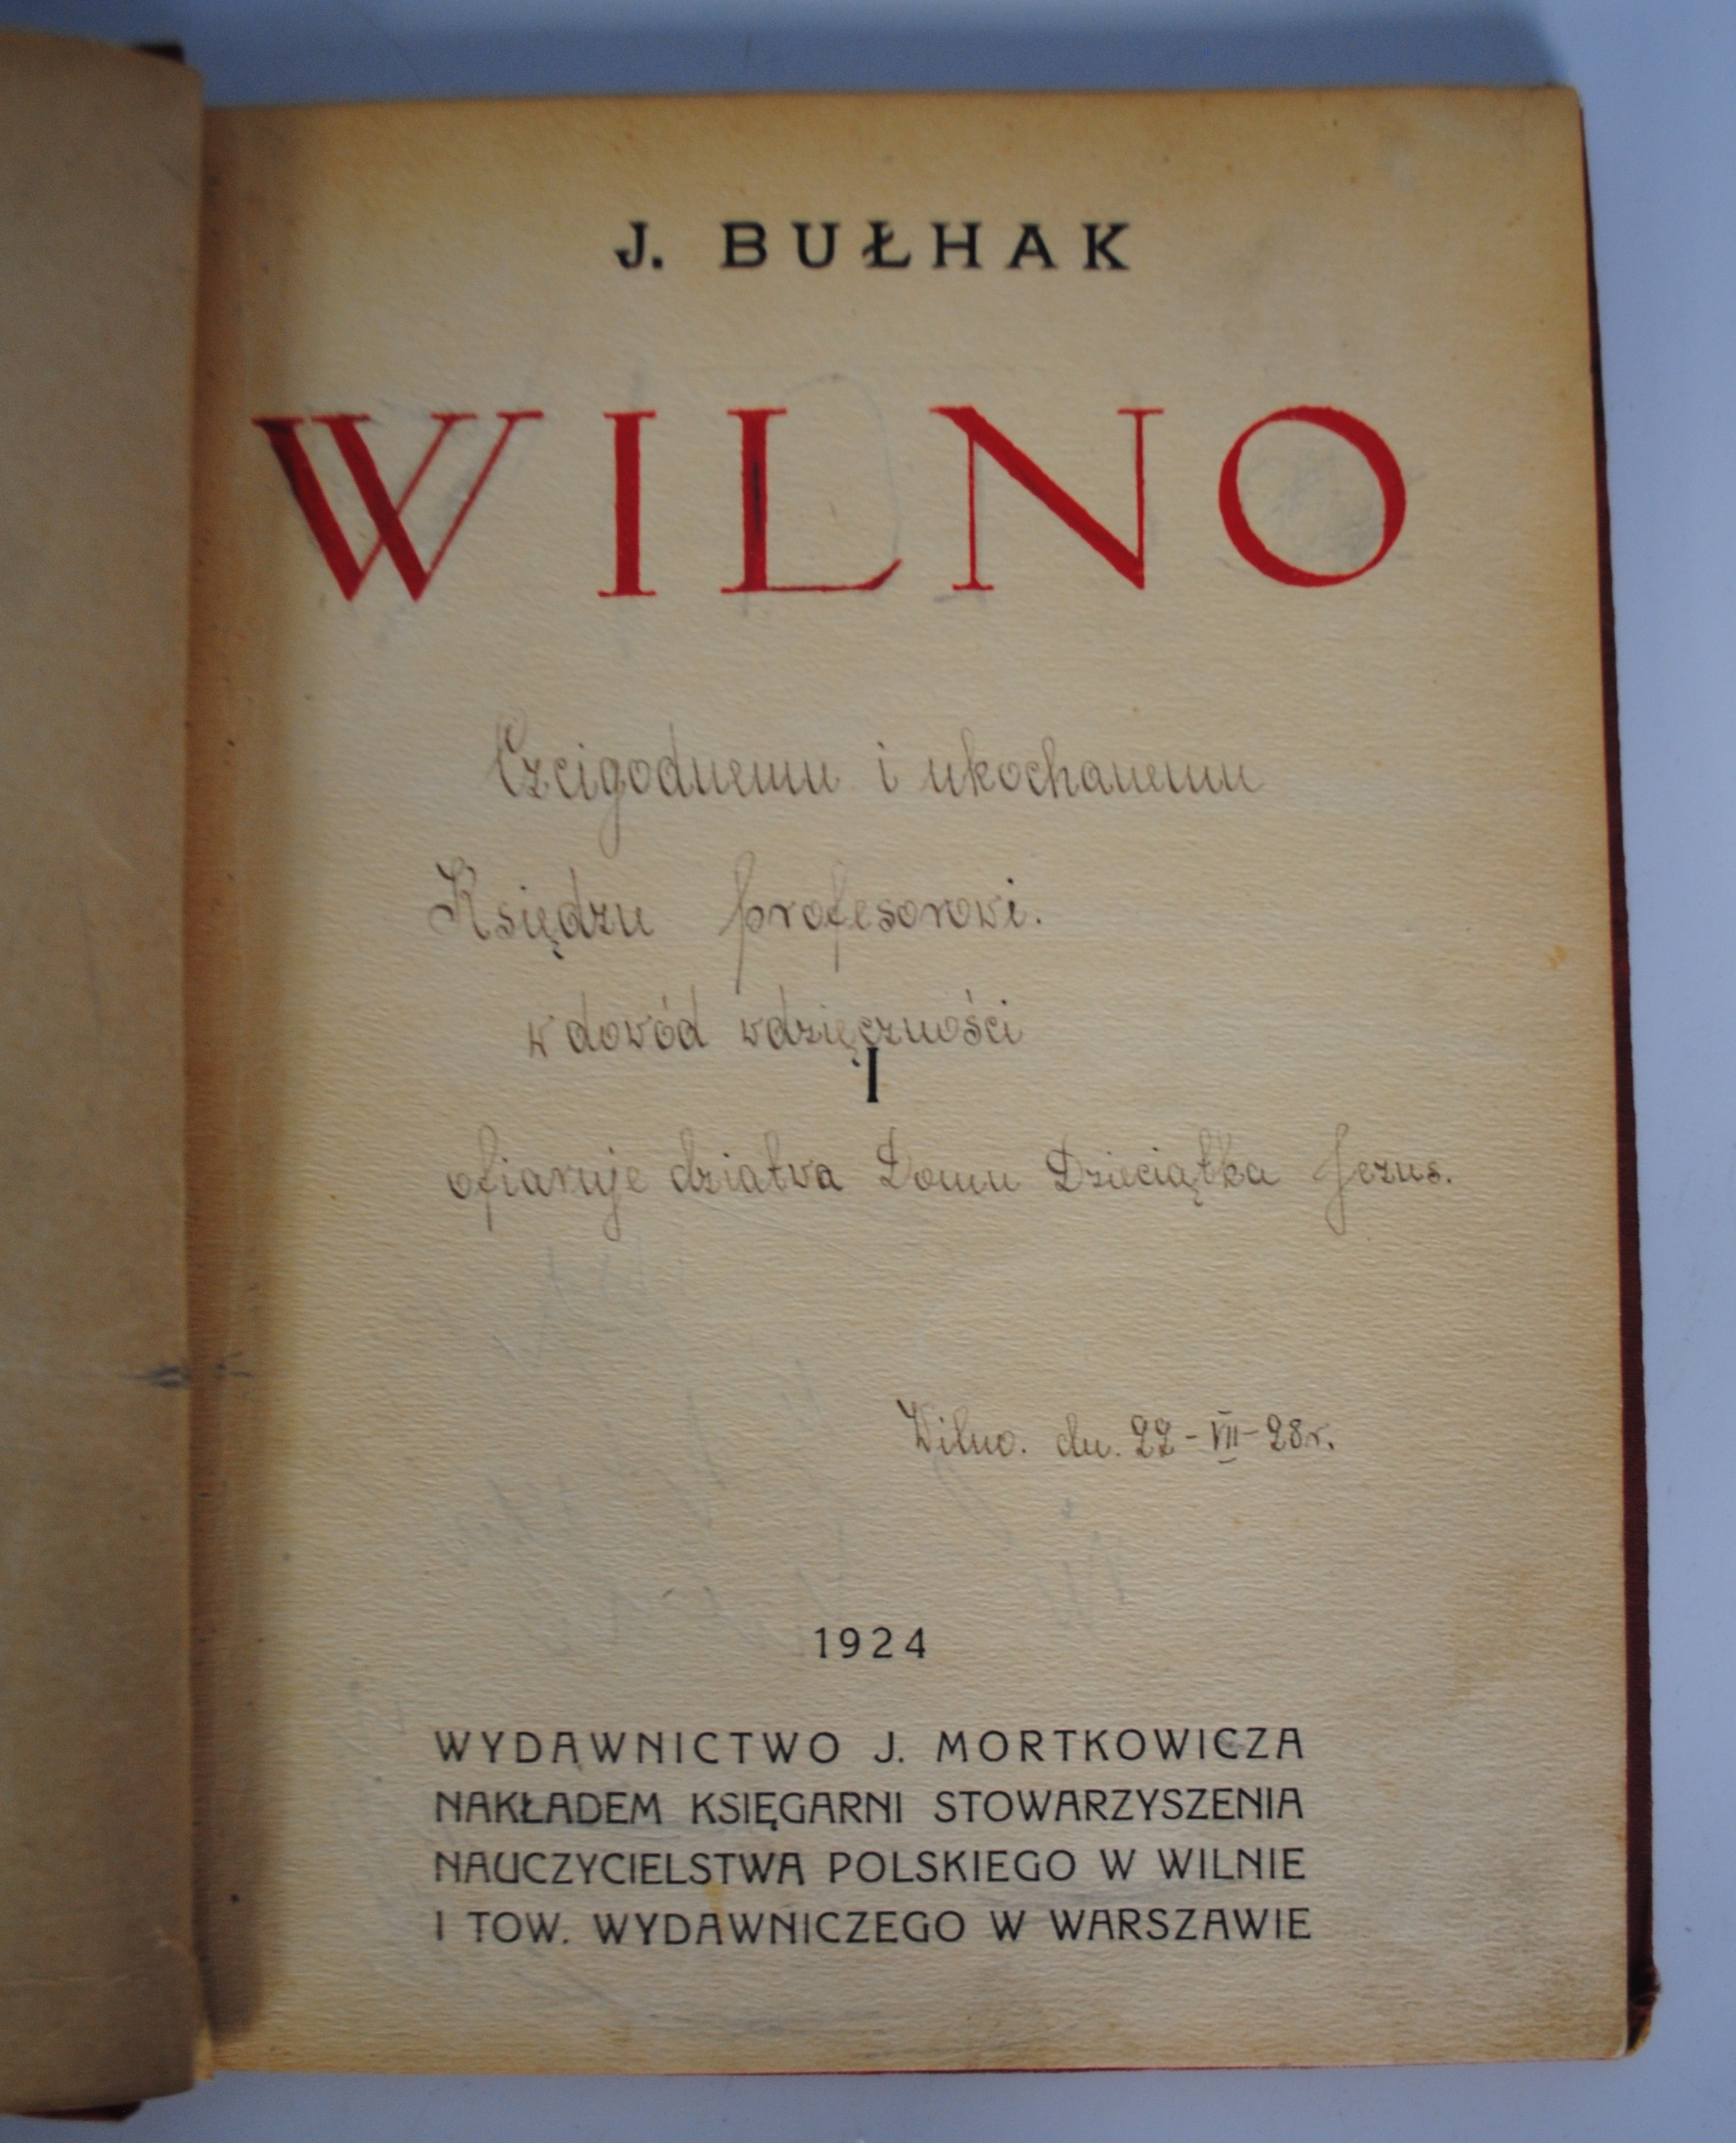 J. BUŁHAK
WILNO
Czcigodnemu i ukochanemu
Księdzu profesorowi.
w dowód wdzięczności
I
ofiaruje dziatwa Domu Dzieciątka Jezus.
Wilno. dn. 22-VII-28r.
1924
WYDAWNICTWO J. MORTKOWICZA
NAKŁADEM KSIĘGARNI STOWARZYSZENIA
NAUCZYCIELSTWA POLSKIEGO W WILNIE
I TOW. WYDAWNICZEGO W WARSZAWIE